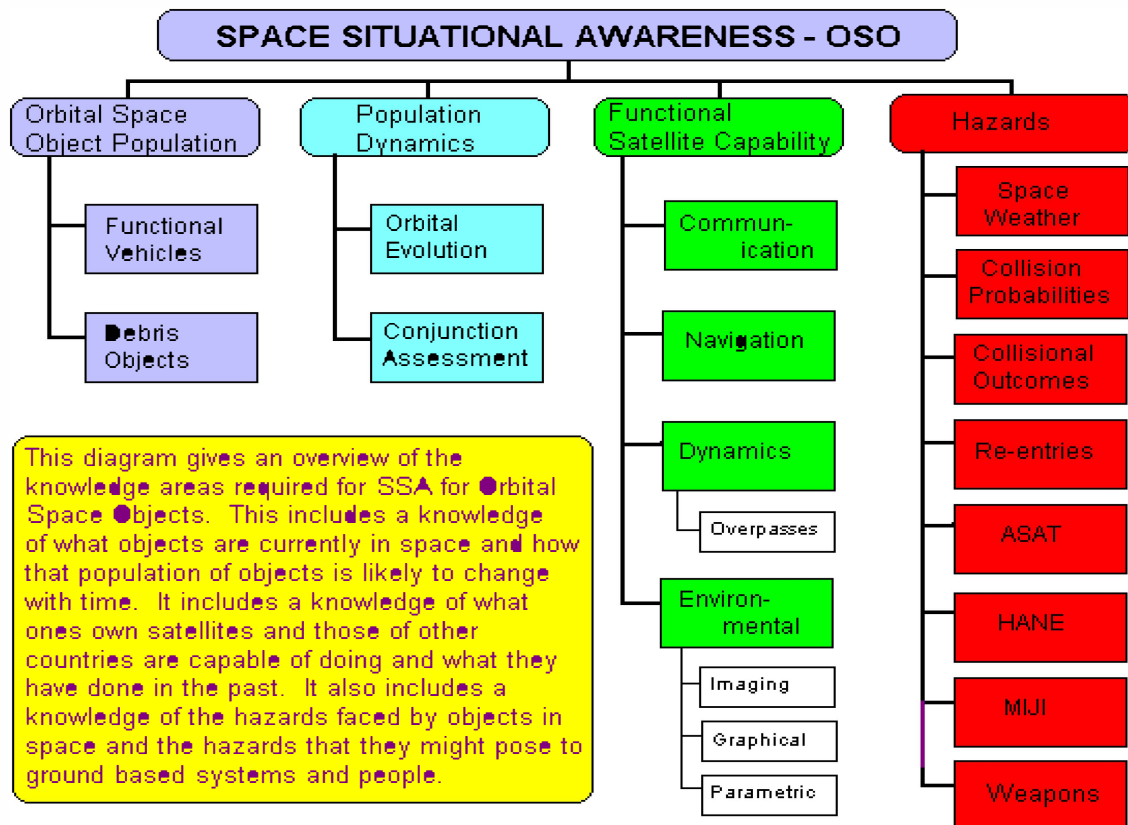 SPACE SITUATIONAL AWARENESS - OSO
Orbital Space
Object Population
Functional
Vehicles
Debris
Objects
Population
Dynamics
Orbital
Evolution
Conjunction
Assessment
Functional
Satellite Capability
Commun-
ication
Navigation
Dynamics
Overpasses
Environ-
mental
Imaging
Graphical
Parametric
Hazards
Space
Weather
Collision
Probabilities
Collisional
Outcomes
Re-entries
ASAT
HANE
MIJI
Weapons
This diagram gives an overview of the
knowledge areas required for SSA for Orbital
Space Objects.  This includes a knowledge
of what objects are currently in space and how
that population of objects is likely to change
with time.  It includes a knowledge of what
ones own satellites and those of other
countries are capable of doing and what they
have done in the past.  It also includes a
knowledge of the hazards faced by objects in
space and the hazards that they might pose to
ground based systems and people.